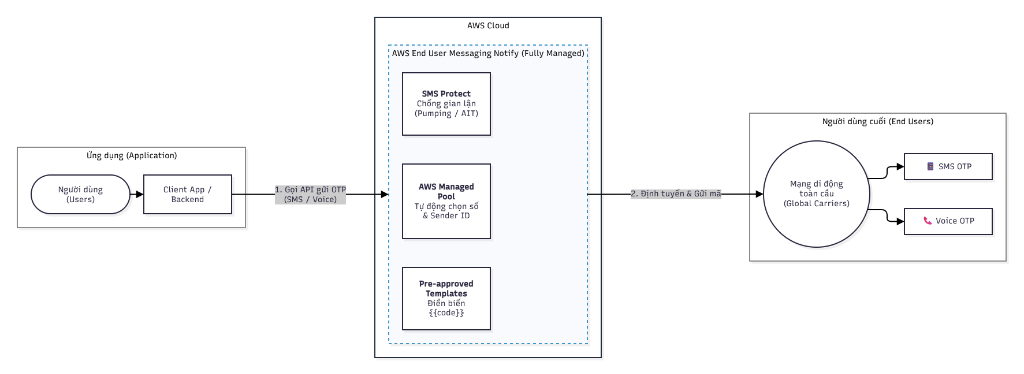 AWS Cloud
AWS End User Messaging Notify (Fully Managed)
SMS Protect
Chống gian lận
(Pumping / AIT)
Người dùng cuối (End Users)
Ứng dụng (Application)
Người dùng
(Users)
Client App /
Backend
1. Gọi API gửi OTP
(SMS / Voice)
AWS Managed
Pool
Tự động chọn số
& Sender ID
2. Định tuyến & Gửi mã
Mạng di động
toàn cầu
(Global Carriers)
SMS OTP
Voice OTP
Pre-approved
Templates
Điền biến
{{code}}